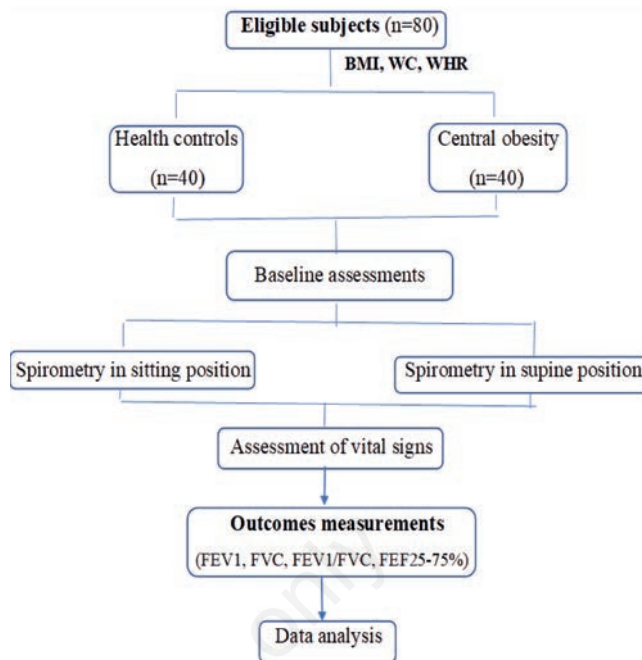 Eligible subjects (n=80)
BMI, WC, WHR
Health controls
(n=40)
Central obesity
(n=40)
Baseline assessments
Spirometry in sitting position
Spirometry in supine position
Assessment of vital signs
Outcomes measurements
(FEV1, FVC, FEV1/FVC, FEF25-75%)
only
Data analysis